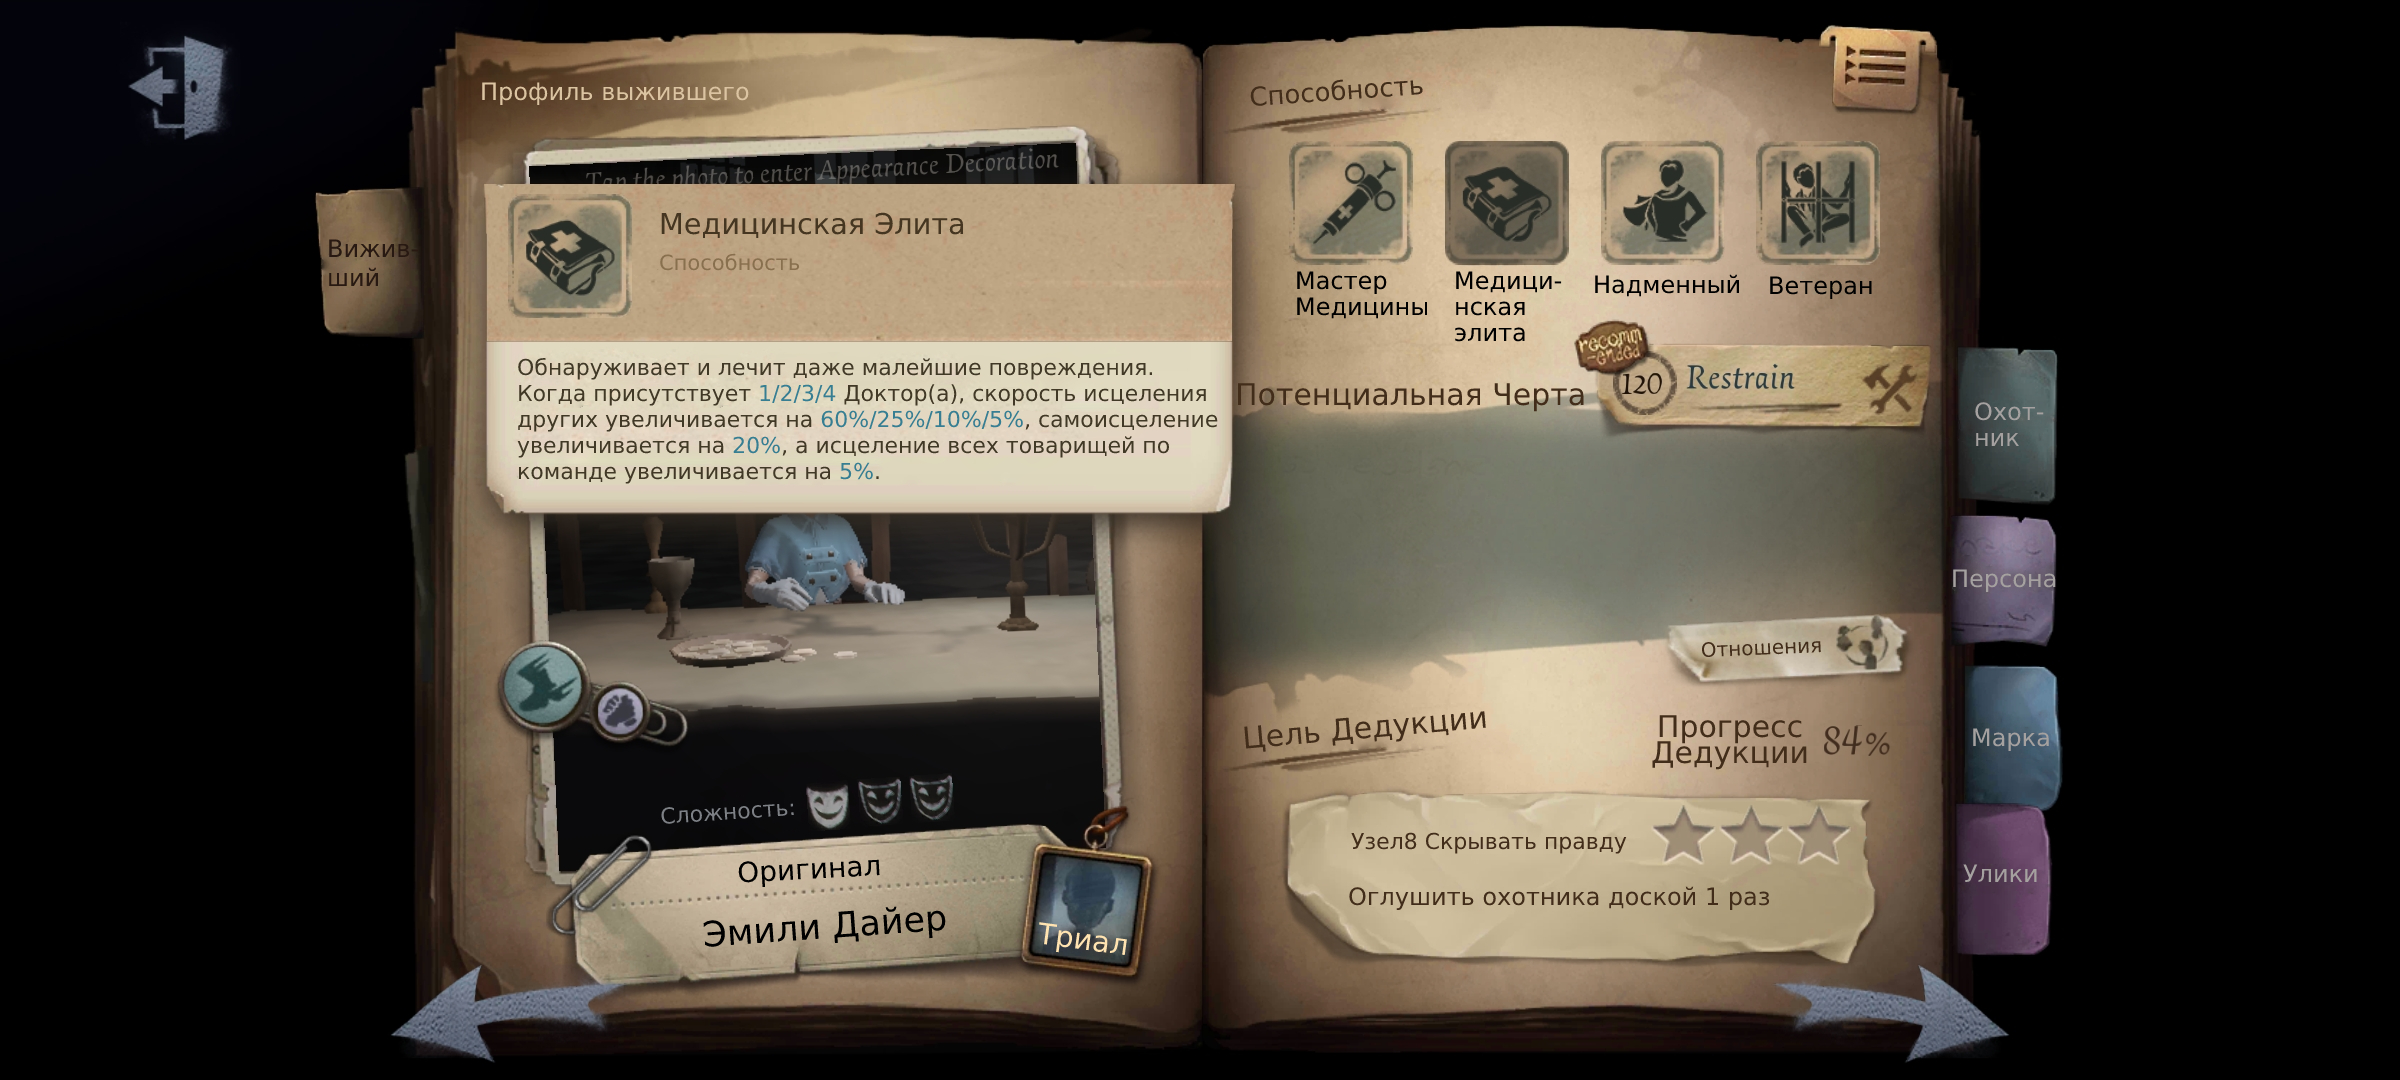 Профиль выжившего
Tap the photo to enter Appearance Decoration
Вижив-
ший
Медицинская Элита
Способность
Обнаруживает и лечит даже малейшие повреждения.
Когда присутствует 1/2/3/4 Доктор(а), скорость исцеления
других увеличивается на 60%/25%/10%/5%, самоисцеление
увеличивается на 20%, а исцеление всех товарищей по
команде увеличивается на 5%.
Сложность:
Оригинал
Эмили Дайер
Триал
Способность
Мастер
Медицины
Медици-
нская
элита
Надменный
Ветеран
Потенциальная Черта
recomm
-ended
120
Restrain
Отношения
Цель Дедукции
Прогресс
Дедукции
84%
Узел8 Скрывать правду
Оглушить охотника доской 1 раз
Охот-
ник
Персона
Марка
Улики